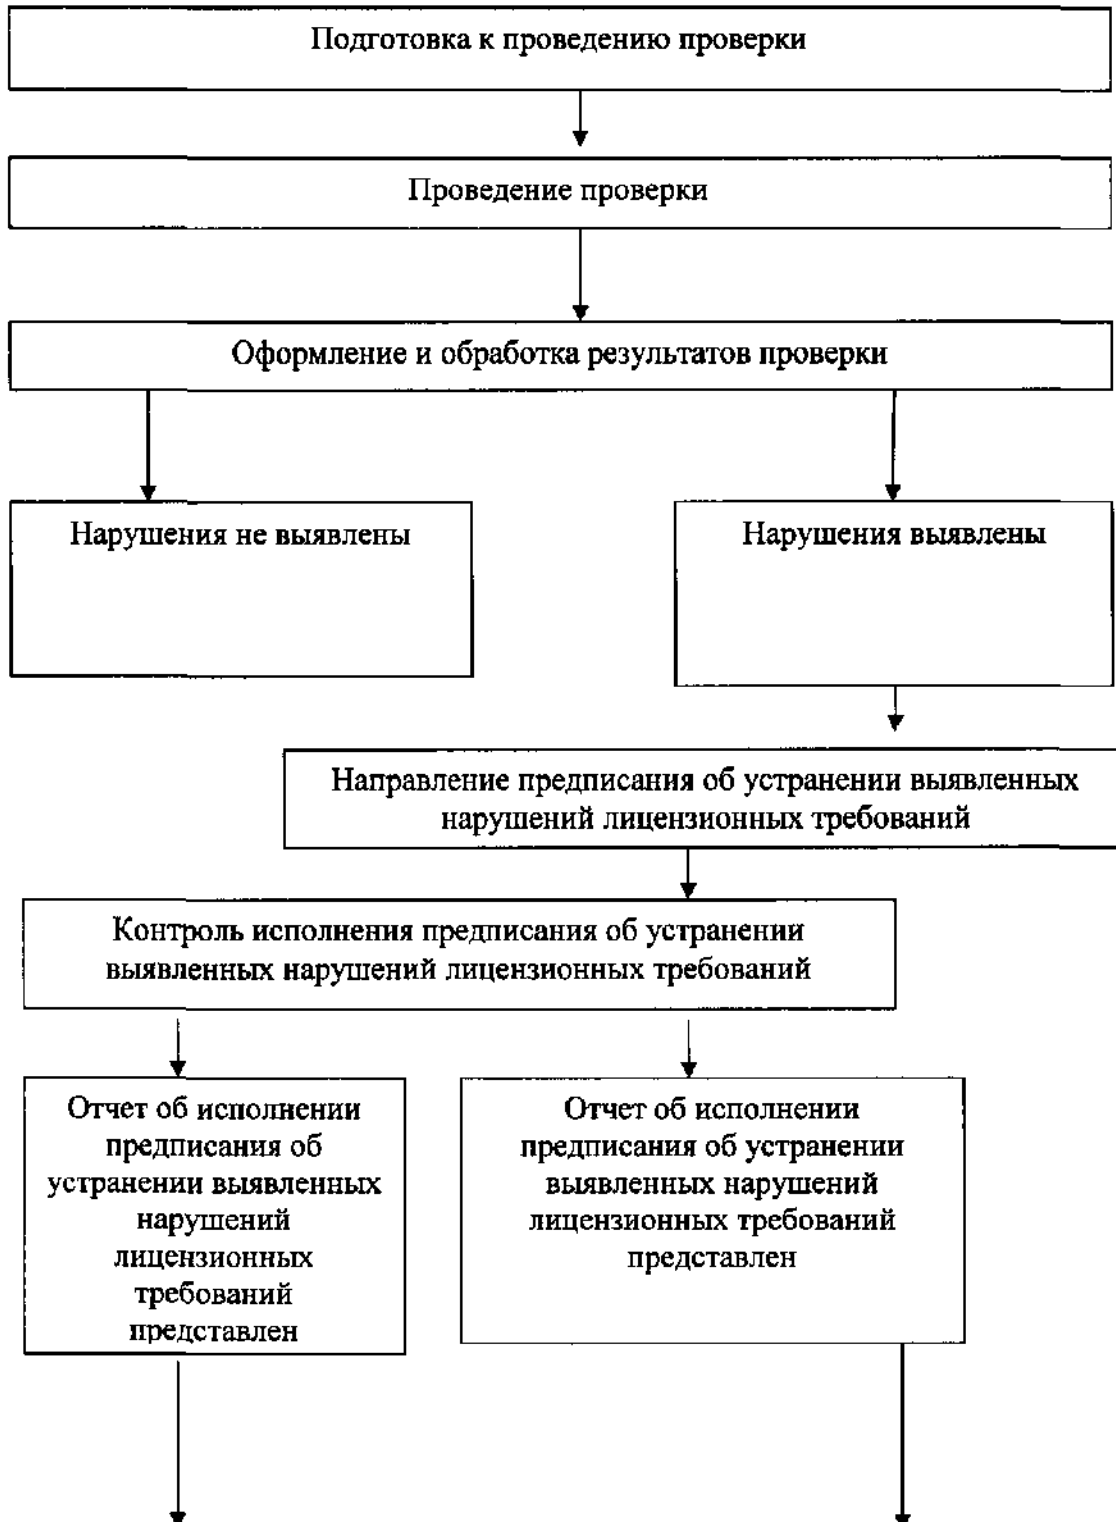 Подготовка к проведению проверки
Проведение проверки
Оформление и обработка результатов проверки
Нарушения не выявлены
Нарушения выявлены
Направление предписания об устранении выявленных
нарушений лицензионных требований
Контроль исполнения предписания об устранении
выявленных нарушений лицензионных требований
Отчет об исполнении
предписания об
устранении выявленных
нарушений
лицензионных
требований
представлен
Отчет об исполнении
предписания об устранении
выявленных нарушений
лицензионных требований
представлен